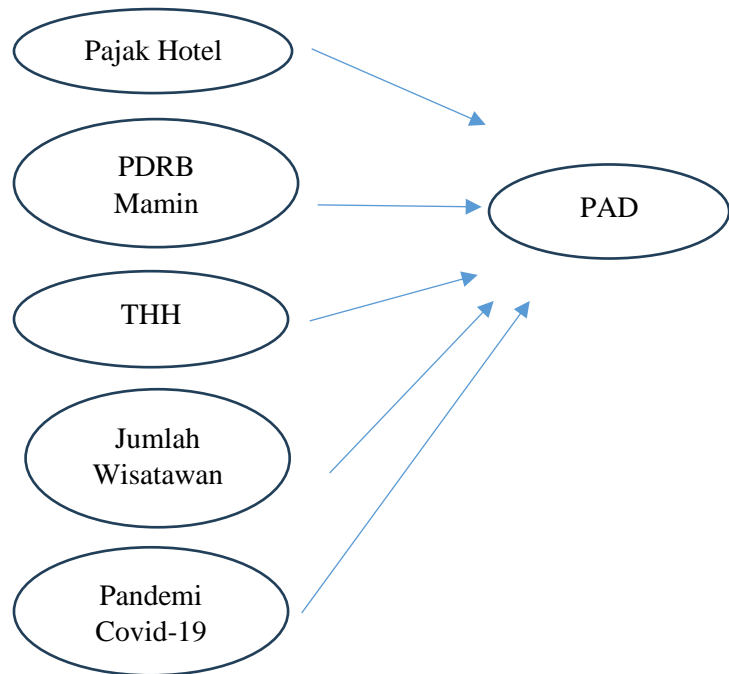 Pajak Hotel
PDRB
Mamin
PAD
THH
Jumlah
Wisatawan
Pandemi
Covid-19